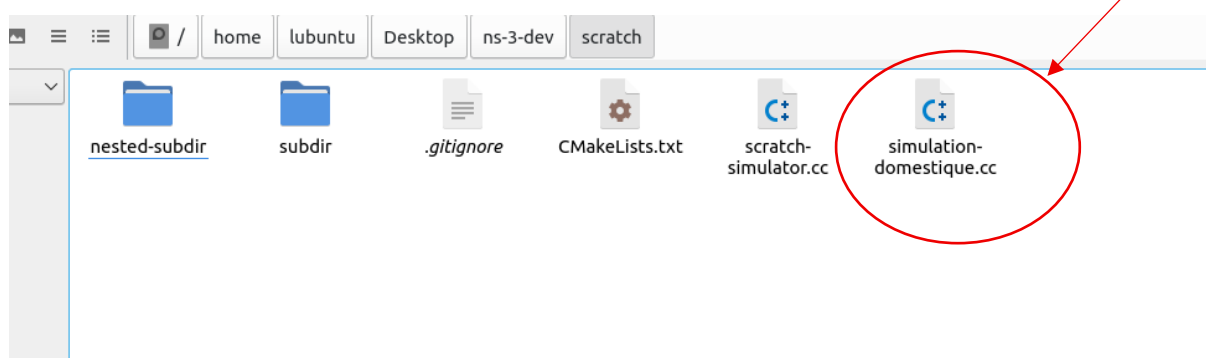 / home lubuntu Desktop ns-3-dev scratch
nested-subdir subdir .gitignore CMakeLists.txt scratch-
simulator.cc simulation-
domestique.cc